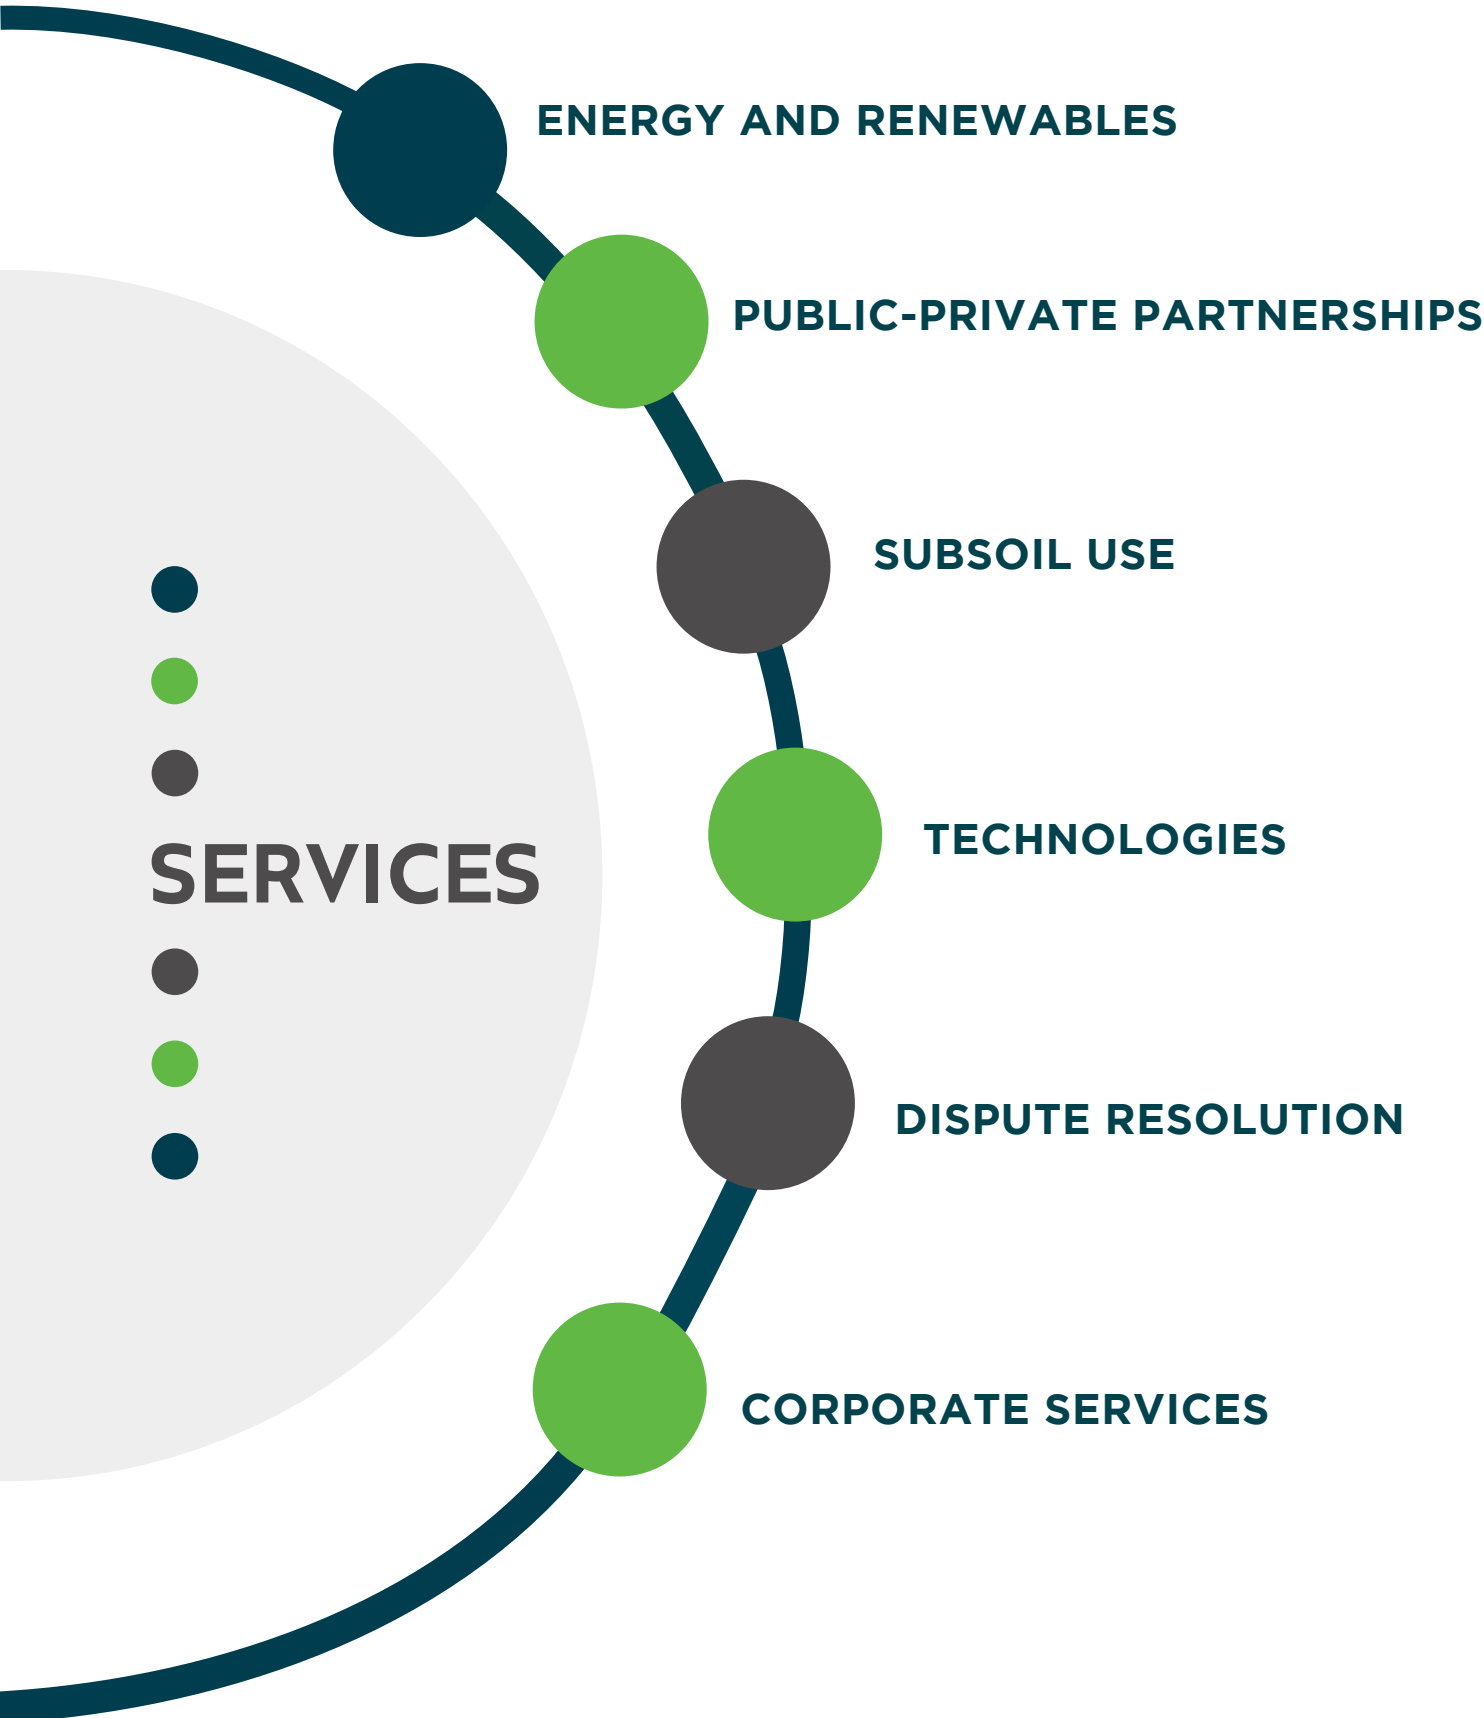 ENERGY AND RENEWABLES
PUBLIC-PRIVATE PARTNERSHIPS
SUBSOIL USE
TECHNOLOGIES
SERVICES
DISPUTE RESOLUTION
CORPORATE SERVICES